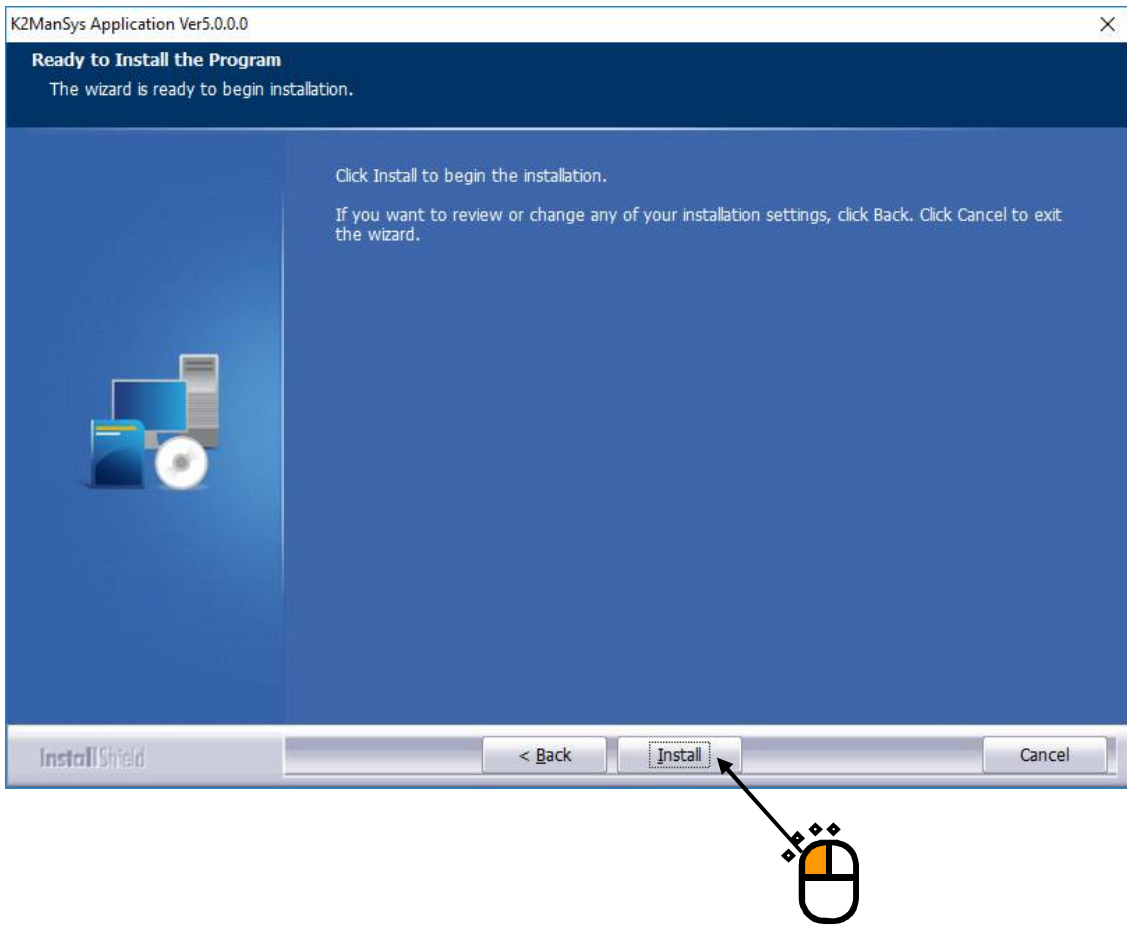 K2ManSys Application Ver5.0.0.0
Ready to Install the Program
The wizard is ready to begin installation.
Click Install to begin the installation.
If you want to review or change any of your installation settings, click Back. Click Cancel to exit
the wizard.
InstallShield
< Back
Install
Cancel